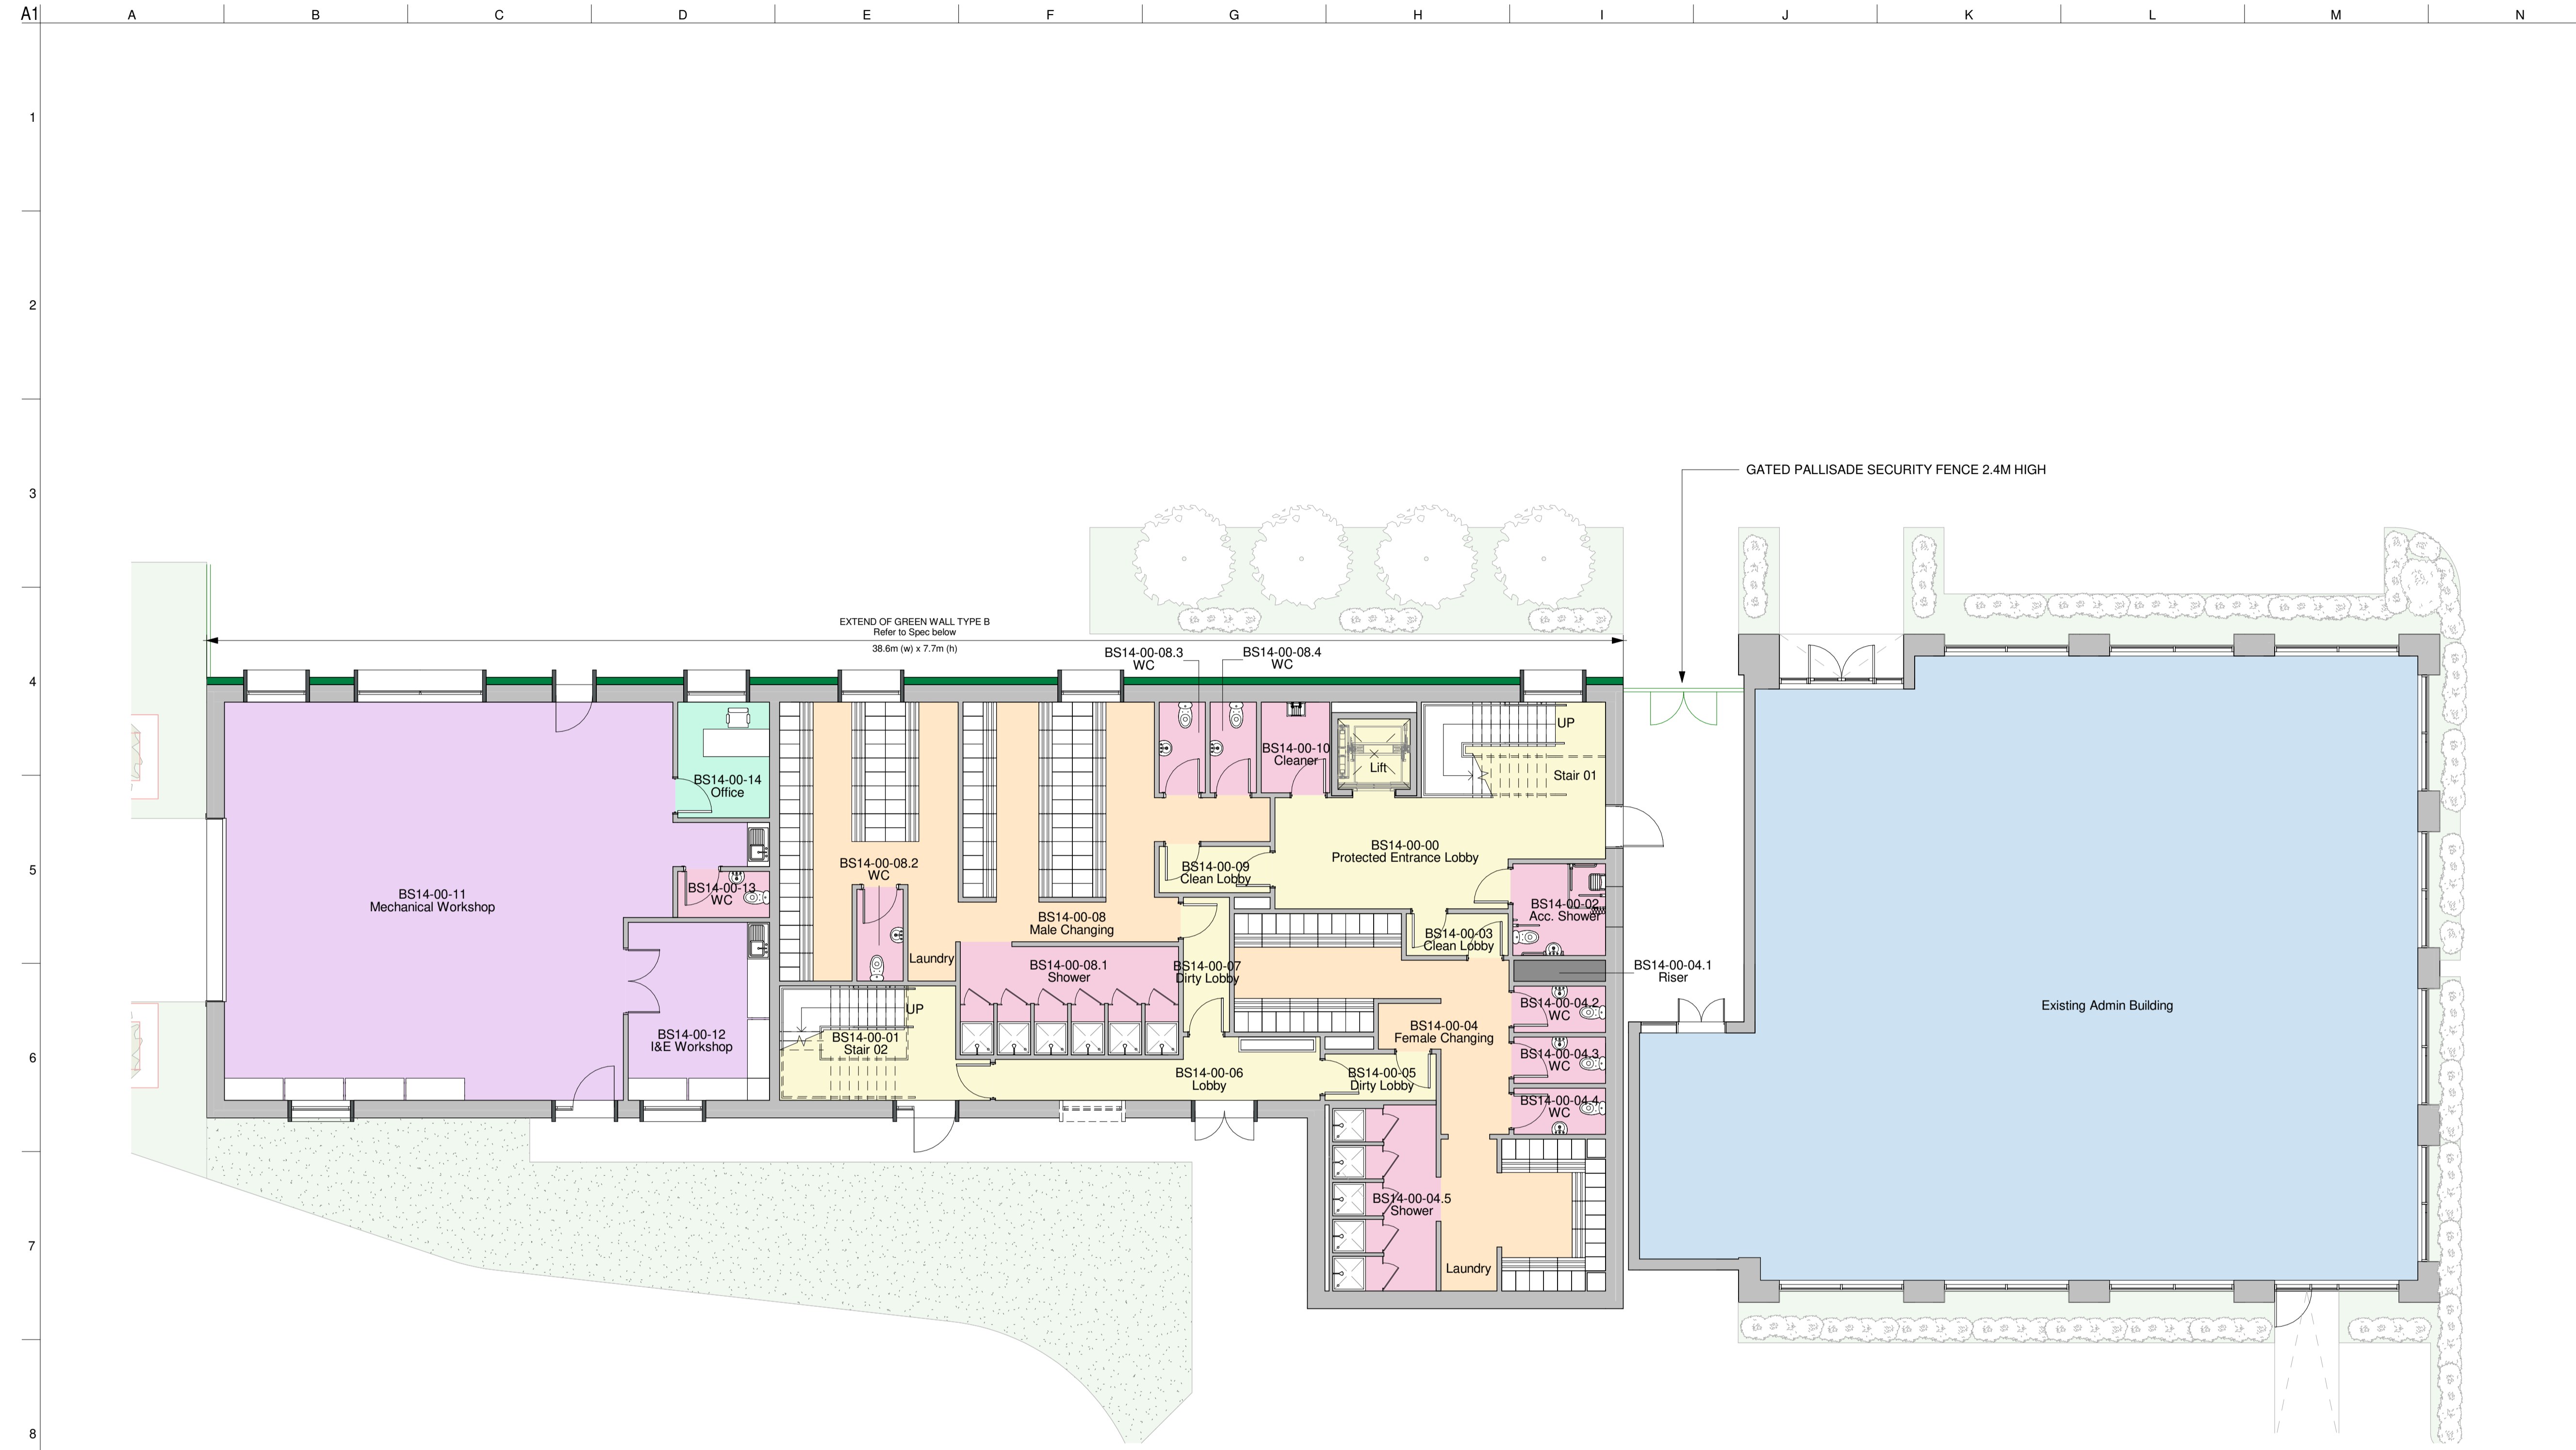 A1
A B C D E F G H I J K L M N
1
2
3
GATED PALLISADE SECURITY FENCE 2.4M HIGH
EXTEND OF GREEN WALL TYPE B
Refer to Spec below
38.6m (w) x 7.7m (h)
BS14-00-08.3
WC
BS14-00-08.4
WC
4
UP
BS14-00-10
Cleaner
Lift
Stair 01
BS14-00-14
Office
BS14-00-00
Protected Entrance Lobby
5
BS14-00-08.2
WC
BS14-00-09
Clean Lobby
BS14-00-13
WC
BS14-00-11
Mechanical Workshop
BS14-00-02
Acc. Shower
BS14-00-08
Male Changing
BS14-00-03
Clean Lobby
Laundry
BS14-00-08.1
Shower
BS14-00-07
Dirty Lobby
BS14-00-04.1
Riser
BS14-00-04.2
WC
Existing Admin Building
UP
BS14-00-12
I&E Workshop
BS14-00-01
Stair 02
BS14-00-04
Female Changing
6
BS14-00-04.3
WC
BS14-00-06
Lobby
BS14-00-05
Dirty Lobby
BS14-00-04.4
WC
BS14-00-04.5
Shower
7
Laundry
8